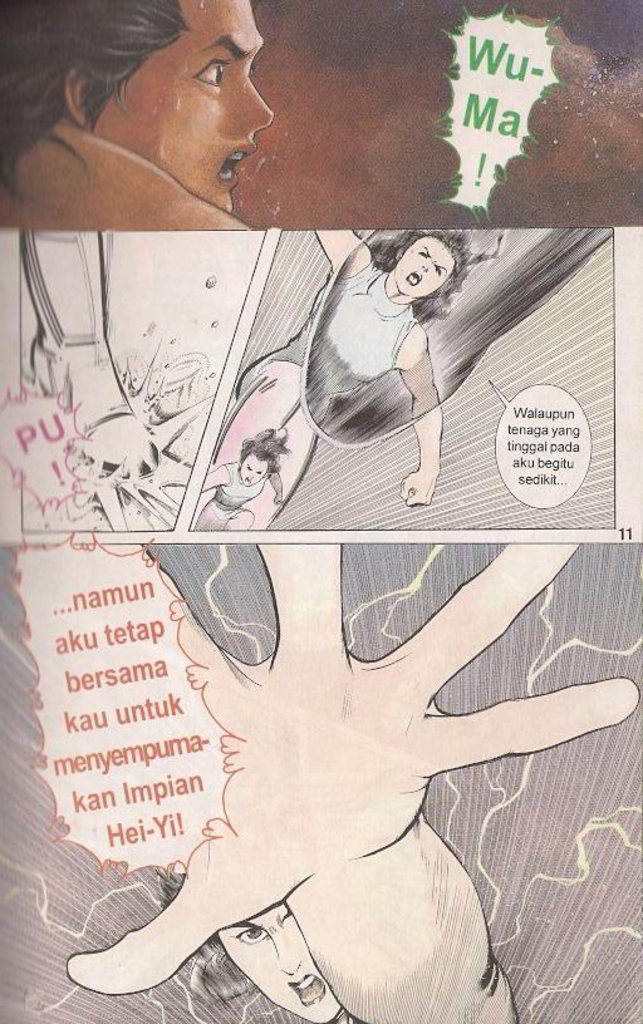 Wu-
Ma
!
PU
!
Walaupun
tenaga yang
tinggal pada
aku begitu
sedikit...
11
...namun
aku tetap
bersama
kau untuk
menyempurna-
kan Impian
Hei-Yi!